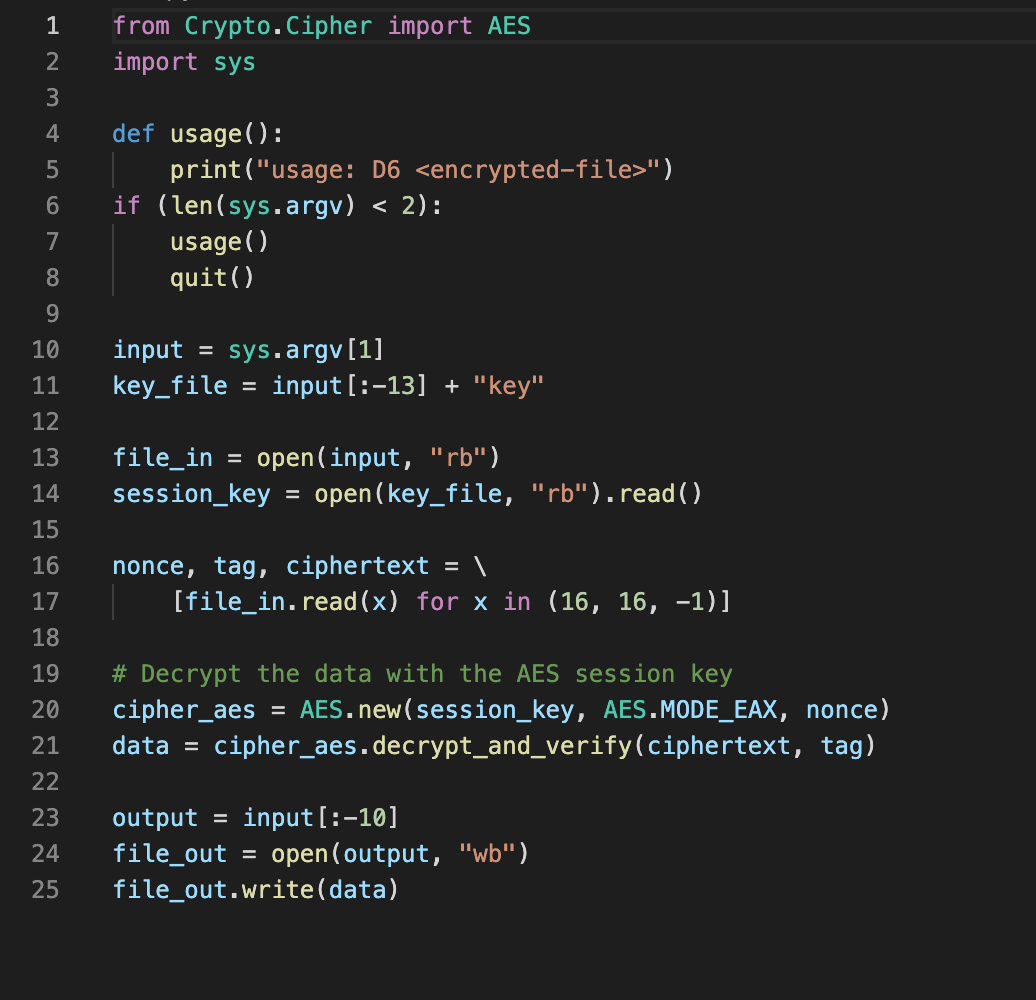 1 from Crypto.Cipher import AES
2 import sys
3
4 def usage():
5     print("usage: D6 <encrypted-file>")
6 if (len(sys.argv) < 2):
7     usage()
8     quit()
9
10 input = sys.argv[1]
11 key_file = input[:-13] + "key"
12
13 file_in = open(input, "rb")
14 session_key = open(key_file, "rb").read()
15
16 nonce, tag, ciphertext = \
17     [file_in.read(x) for x in (16, 16, -1)]
18
19 # Decrypt the data with the AES session key
20 cipher_aes = AES.new(session_key, AES.MODE_EAX, nonce)
21 data = cipher_aes.decrypt_and_verify(ciphertext, tag)
22
23 output = input[:-10]
24 file_out = open(output, "wb")
25 file_out.write(data)